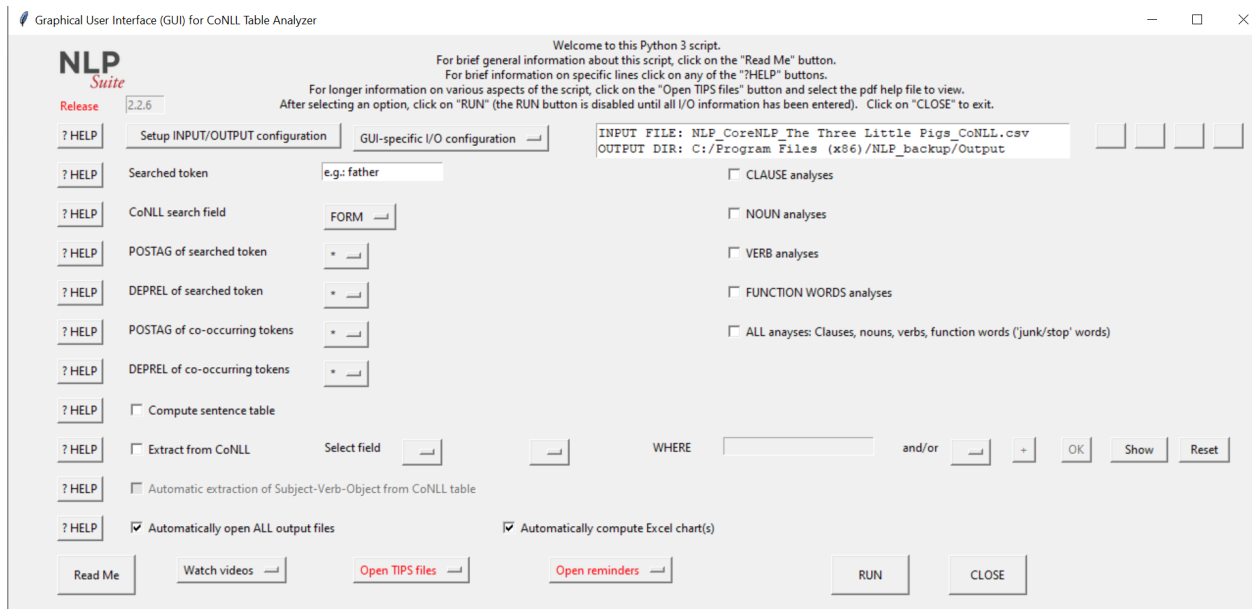 Graphical User Interface (GUI) for CoNLL Table Analyzer
Welcome to this Python 3 script.
For brief general information about this script, click on the "Read Me" button.
For brief information on specific lines click on any of the "?HELP" buttons.
For longer information on various aspects of the script, click on the "Open TIPS files" button and select the pdf help file to view.
After selecting an option, click on "RUN" (the RUN button is disabled until all I/O information has been entered). Click on "CLOSE" to exit.
NLP
Suite
Release 2.2.6
? HELP Setup INPUT/OUTPUT configuration GUI-specific I/O configuration
INPUT FILE: NLP_CoreNLP_The Three Little Pigs_CoNLL.csv
OUTPUT DIR: C:/Program Files (x86)/NLP_backup/Output
? HELP Searched token e.g.: father CLAUSE analyses
? HELP CoNLL search field FORM NOUN analyses
? HELP POSTAG of searched token * VERB analyses
? HELP DEPREL of searched token * FUNCTION WORDS analyses
? HELP POSTAG of co-occurring tokens * ALL anayses: Clauses, nouns, verbs, function words ('junk/stop' words)
? HELP DEPREL of co-occurring tokens *
? HELP Compute sentence table
? HELP Extract from CoNLL Select field WHERE and/or + OK Show Reset
? HELP Automatic extraction of Subject-Verb-Object from CoNLL table
? HELP Automatically open ALL output files Automatically compute Excel chart(s)
Read Me Watch videos Open TIPS files Open reminders RUN CLOSE